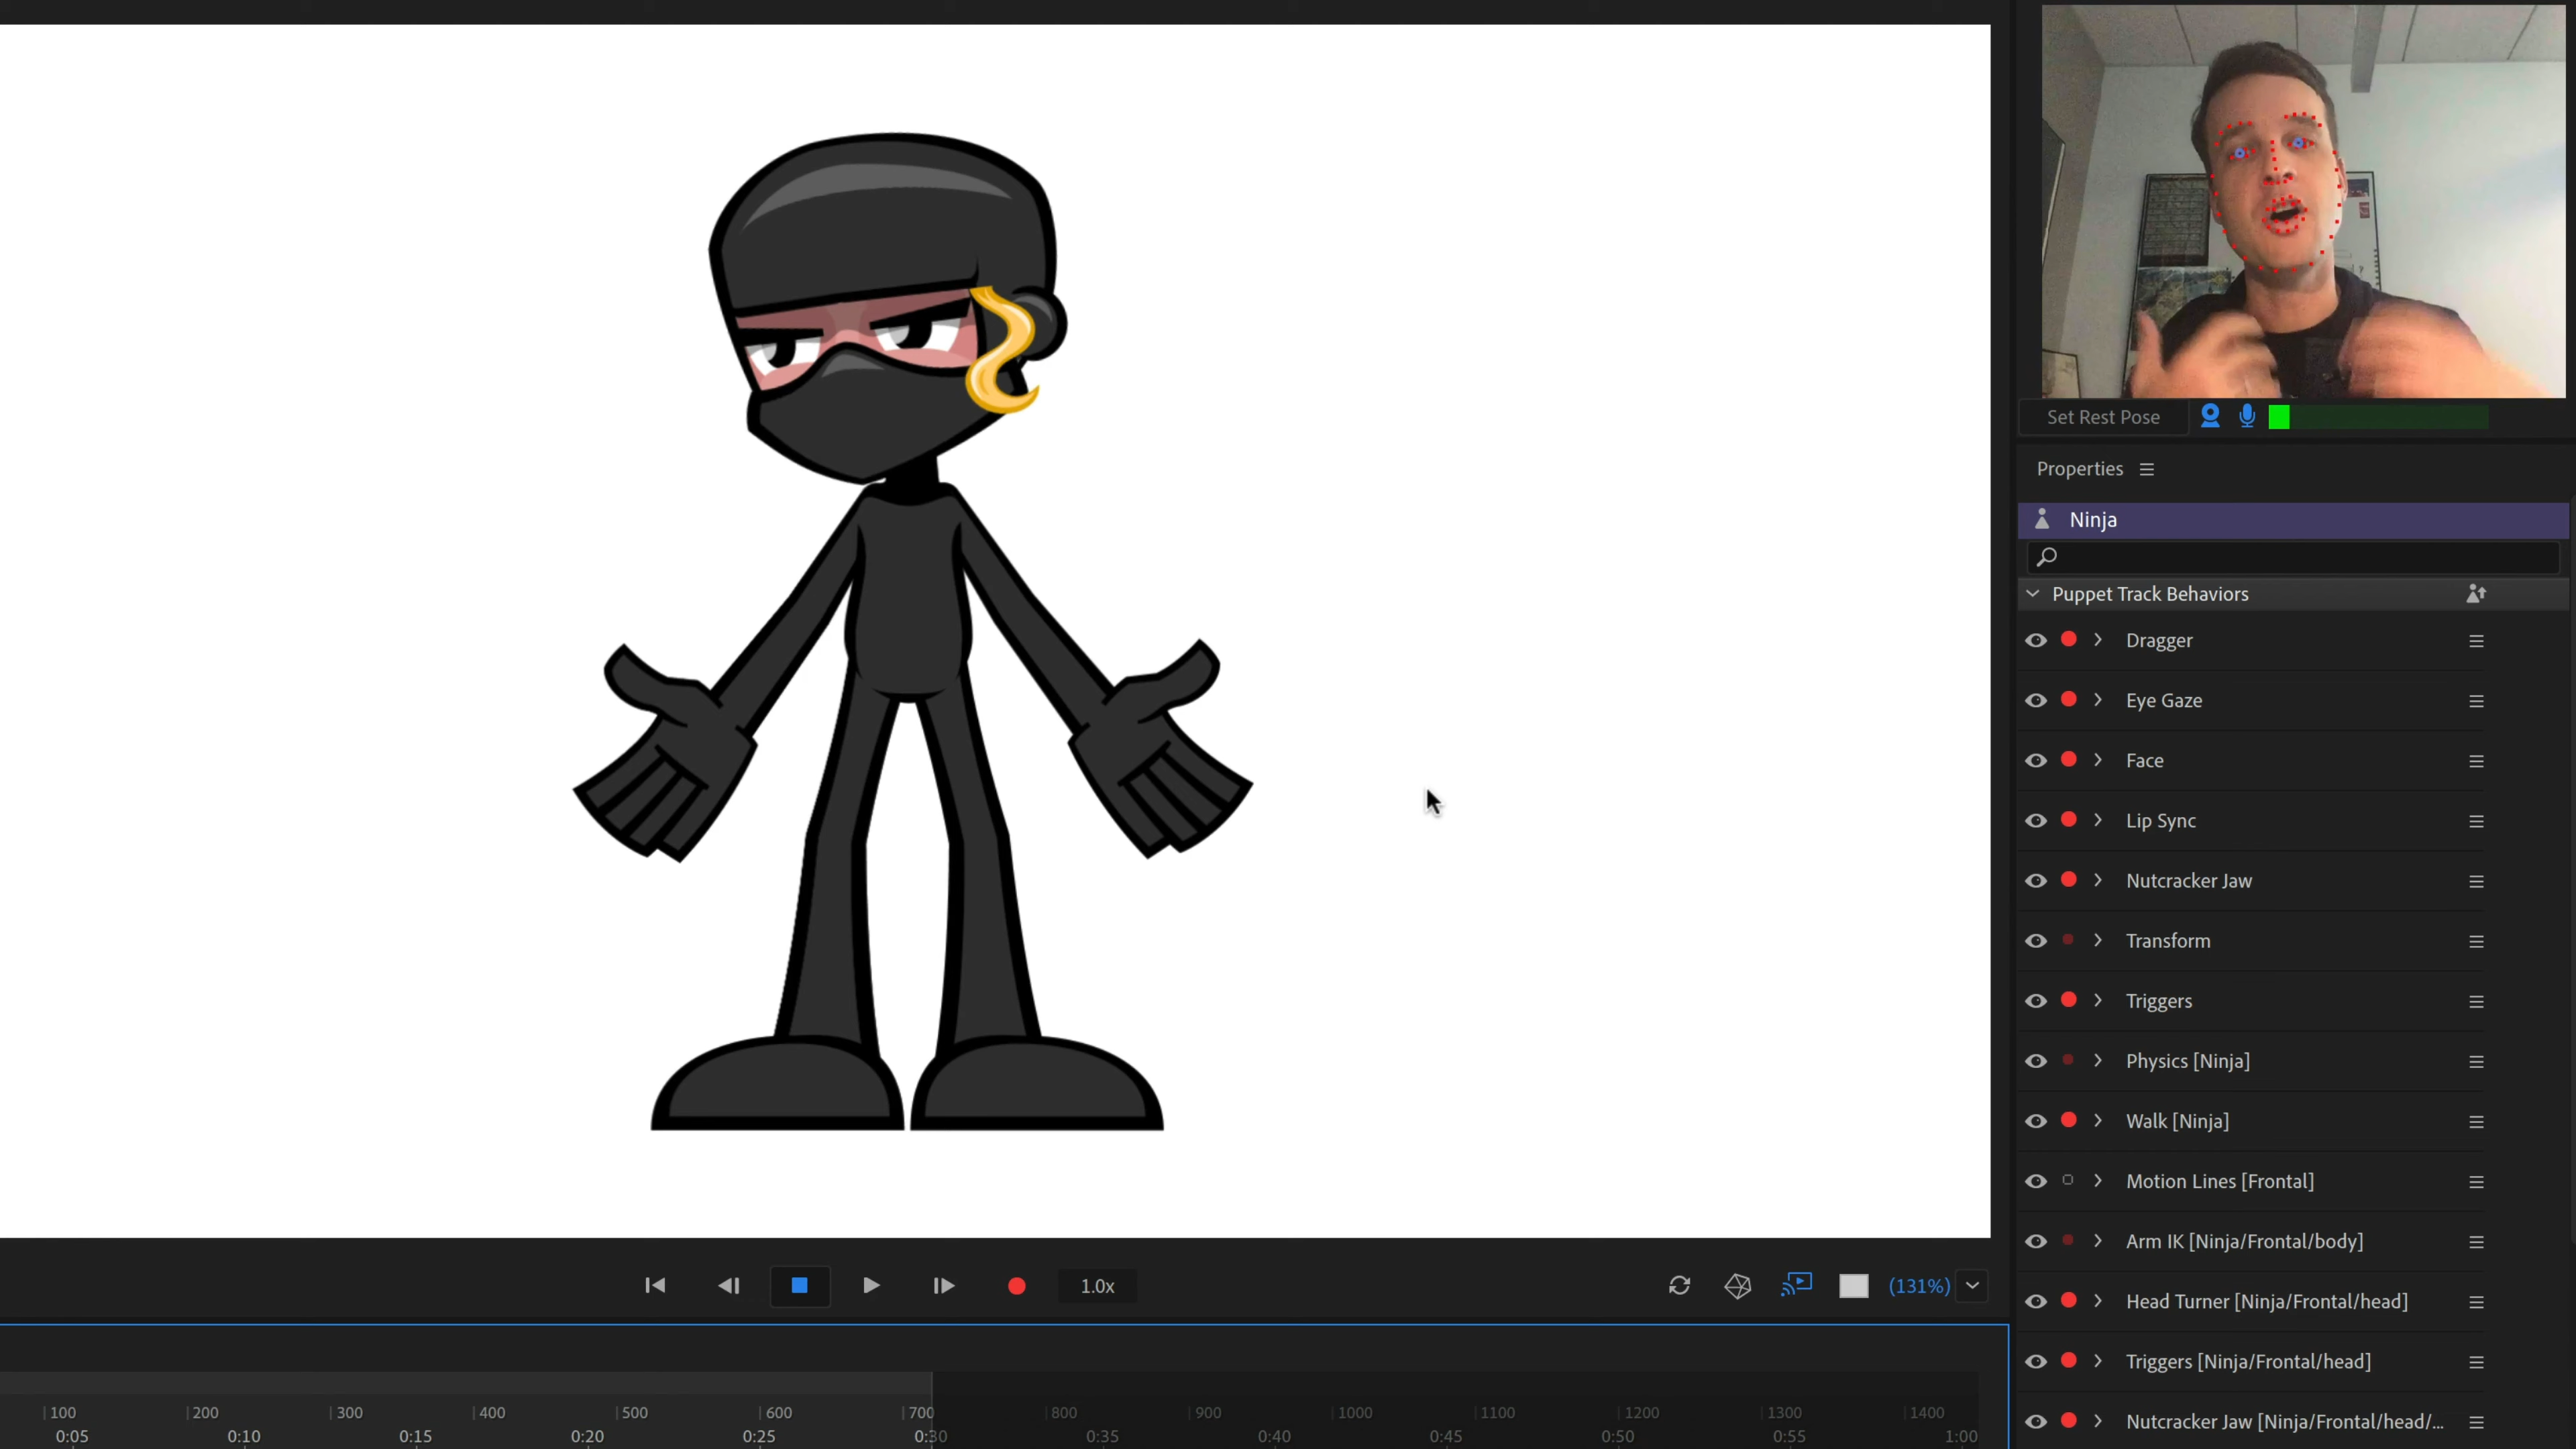 Set Rest Pose
Properties
Ninja
Puppet Track Behaviors
Dragger
Eye Gaze
Face
Lip Sync
Nutcracker Jaw
Transform
Triggers
Physics [Ninja]
Walk [Ninja]
Motion Lines [Frontal]
Arm IK [Ninja/Frontal/body]
Head Turner [Ninja/Frontal/head]
Triggers [Ninja/Frontal/head]
Nutcracker Jaw [Ninja/Frontal/head/...
1.0x
(131%)
100 200 300 400 500 600 700 800 900 1000 1100 1200 1300 1400
0:05 0:10 0:15 0:20 0:25 0:30 0:35 0:40 0:45 0:50 0:55 1:00